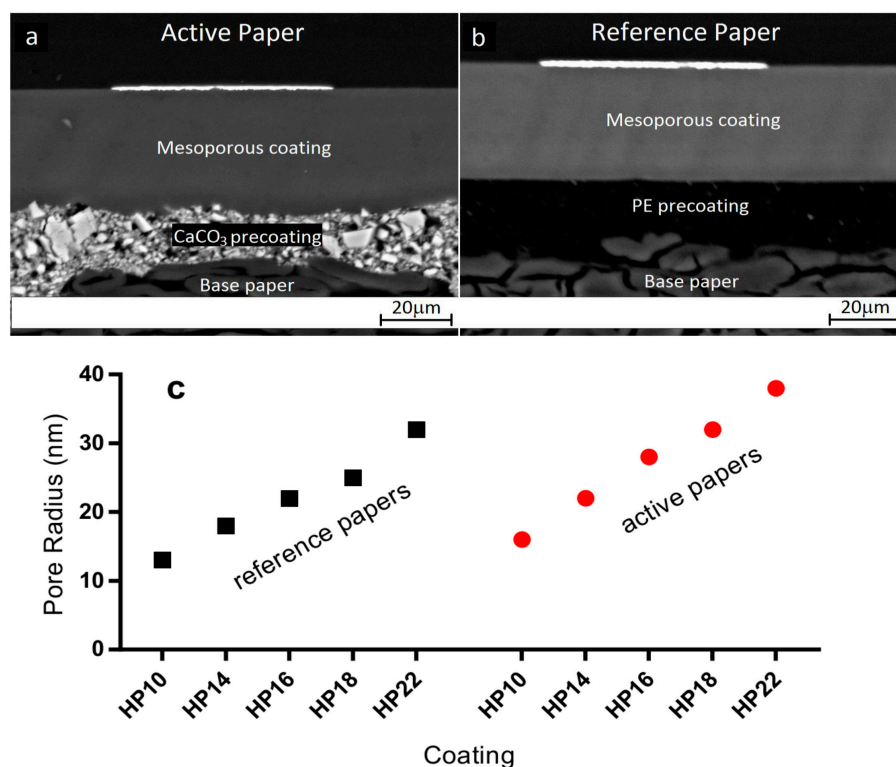 a
Active Paper
Mesoporous coating
CaCO₃ precoating
Base paper
20μm
b
Reference Paper
Mesoporous coating
PE precoating
Base paper
20μm
c
Pore Radius (nm)
40
30
20
10
0
reference papers
active papers
HP10 HP14 HP16 HP18 HP22 HP10 HP14 HP16 HP18 HP22
Coating